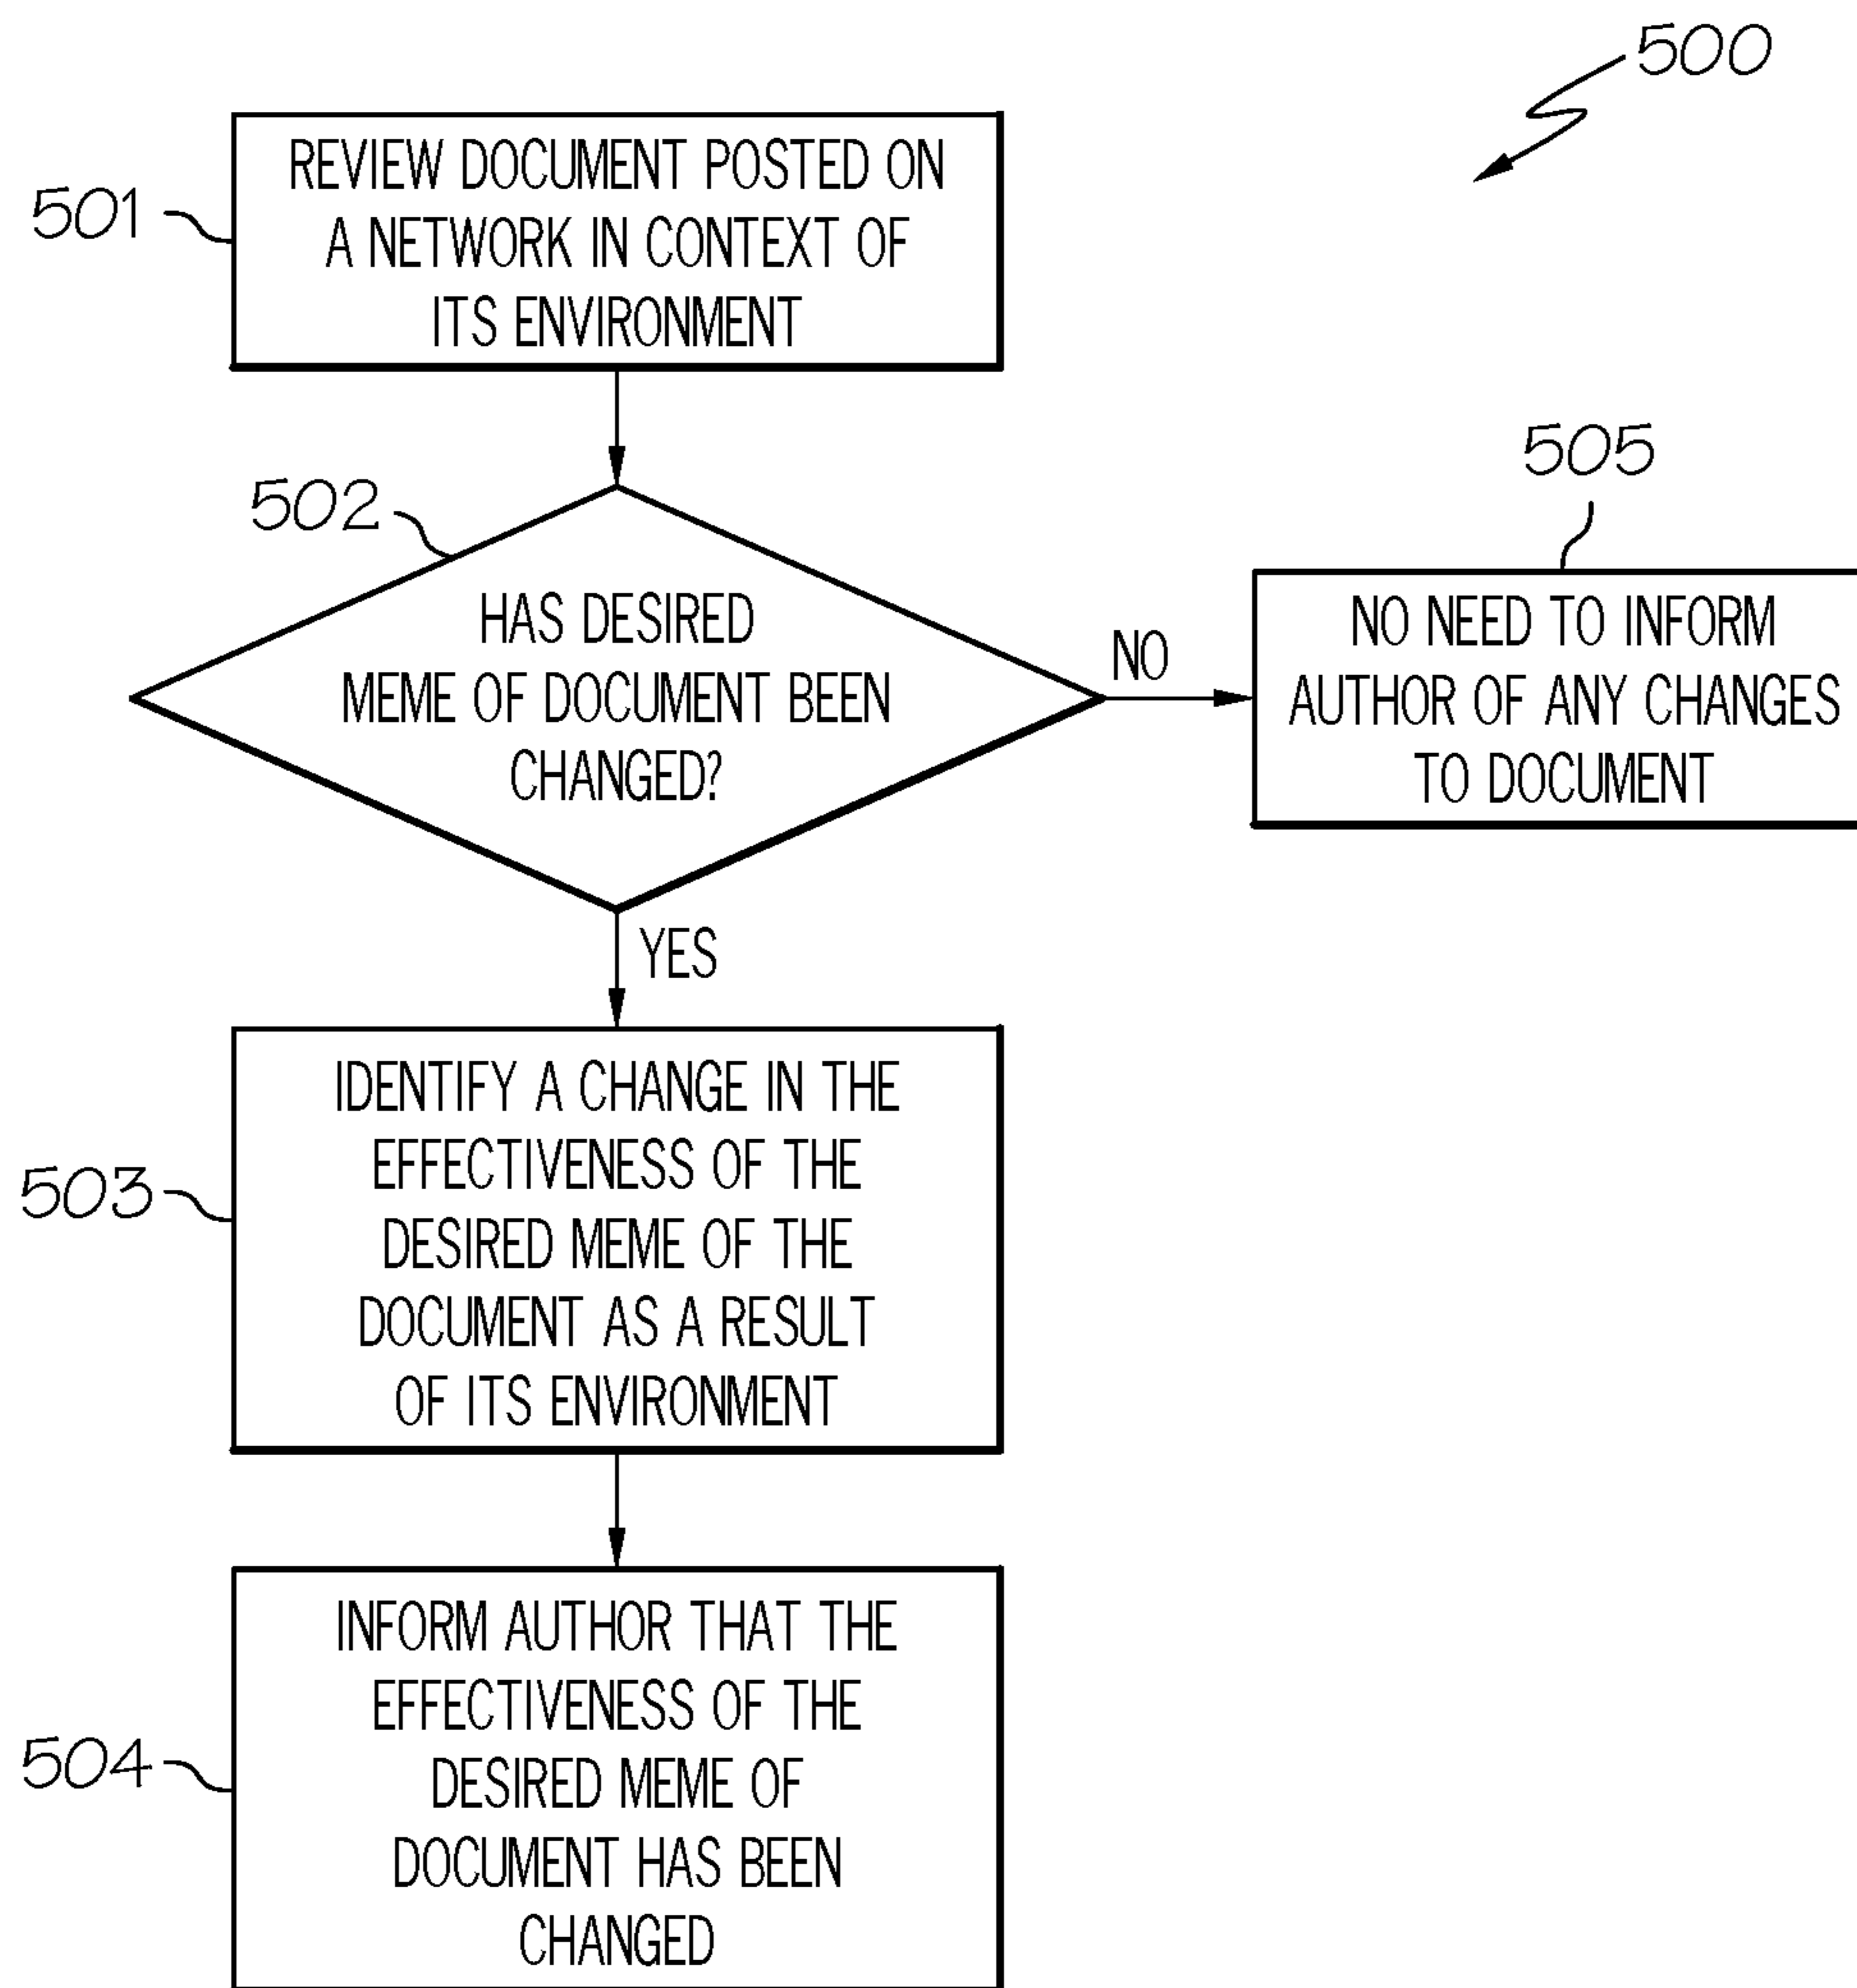 500
501
REVIEW DOCUMENT POSTED ON
A NETWORK IN CONTEXT OF
ITS ENVIRONMENT
502
HAS DESIRED
MEME OF DOCUMENT BEEN
CHANGED?
NO
505
NO NEED TO INFORM
AUTHOR OF ANY CHANGES
TO DOCUMENT
YES
503
IDENTIFY A CHANGE IN THE
EFFECTIVENESS OF THE
DESIRED MEME OF THE
DOCUMENT AS A RESULT
OF ITS ENVIRONMENT
504
INFORM AUTHOR THAT THE
EFFECTIVENESS OF THE
DESIRED MEME OF
DOCUMENT HAS BEEN
CHANGED